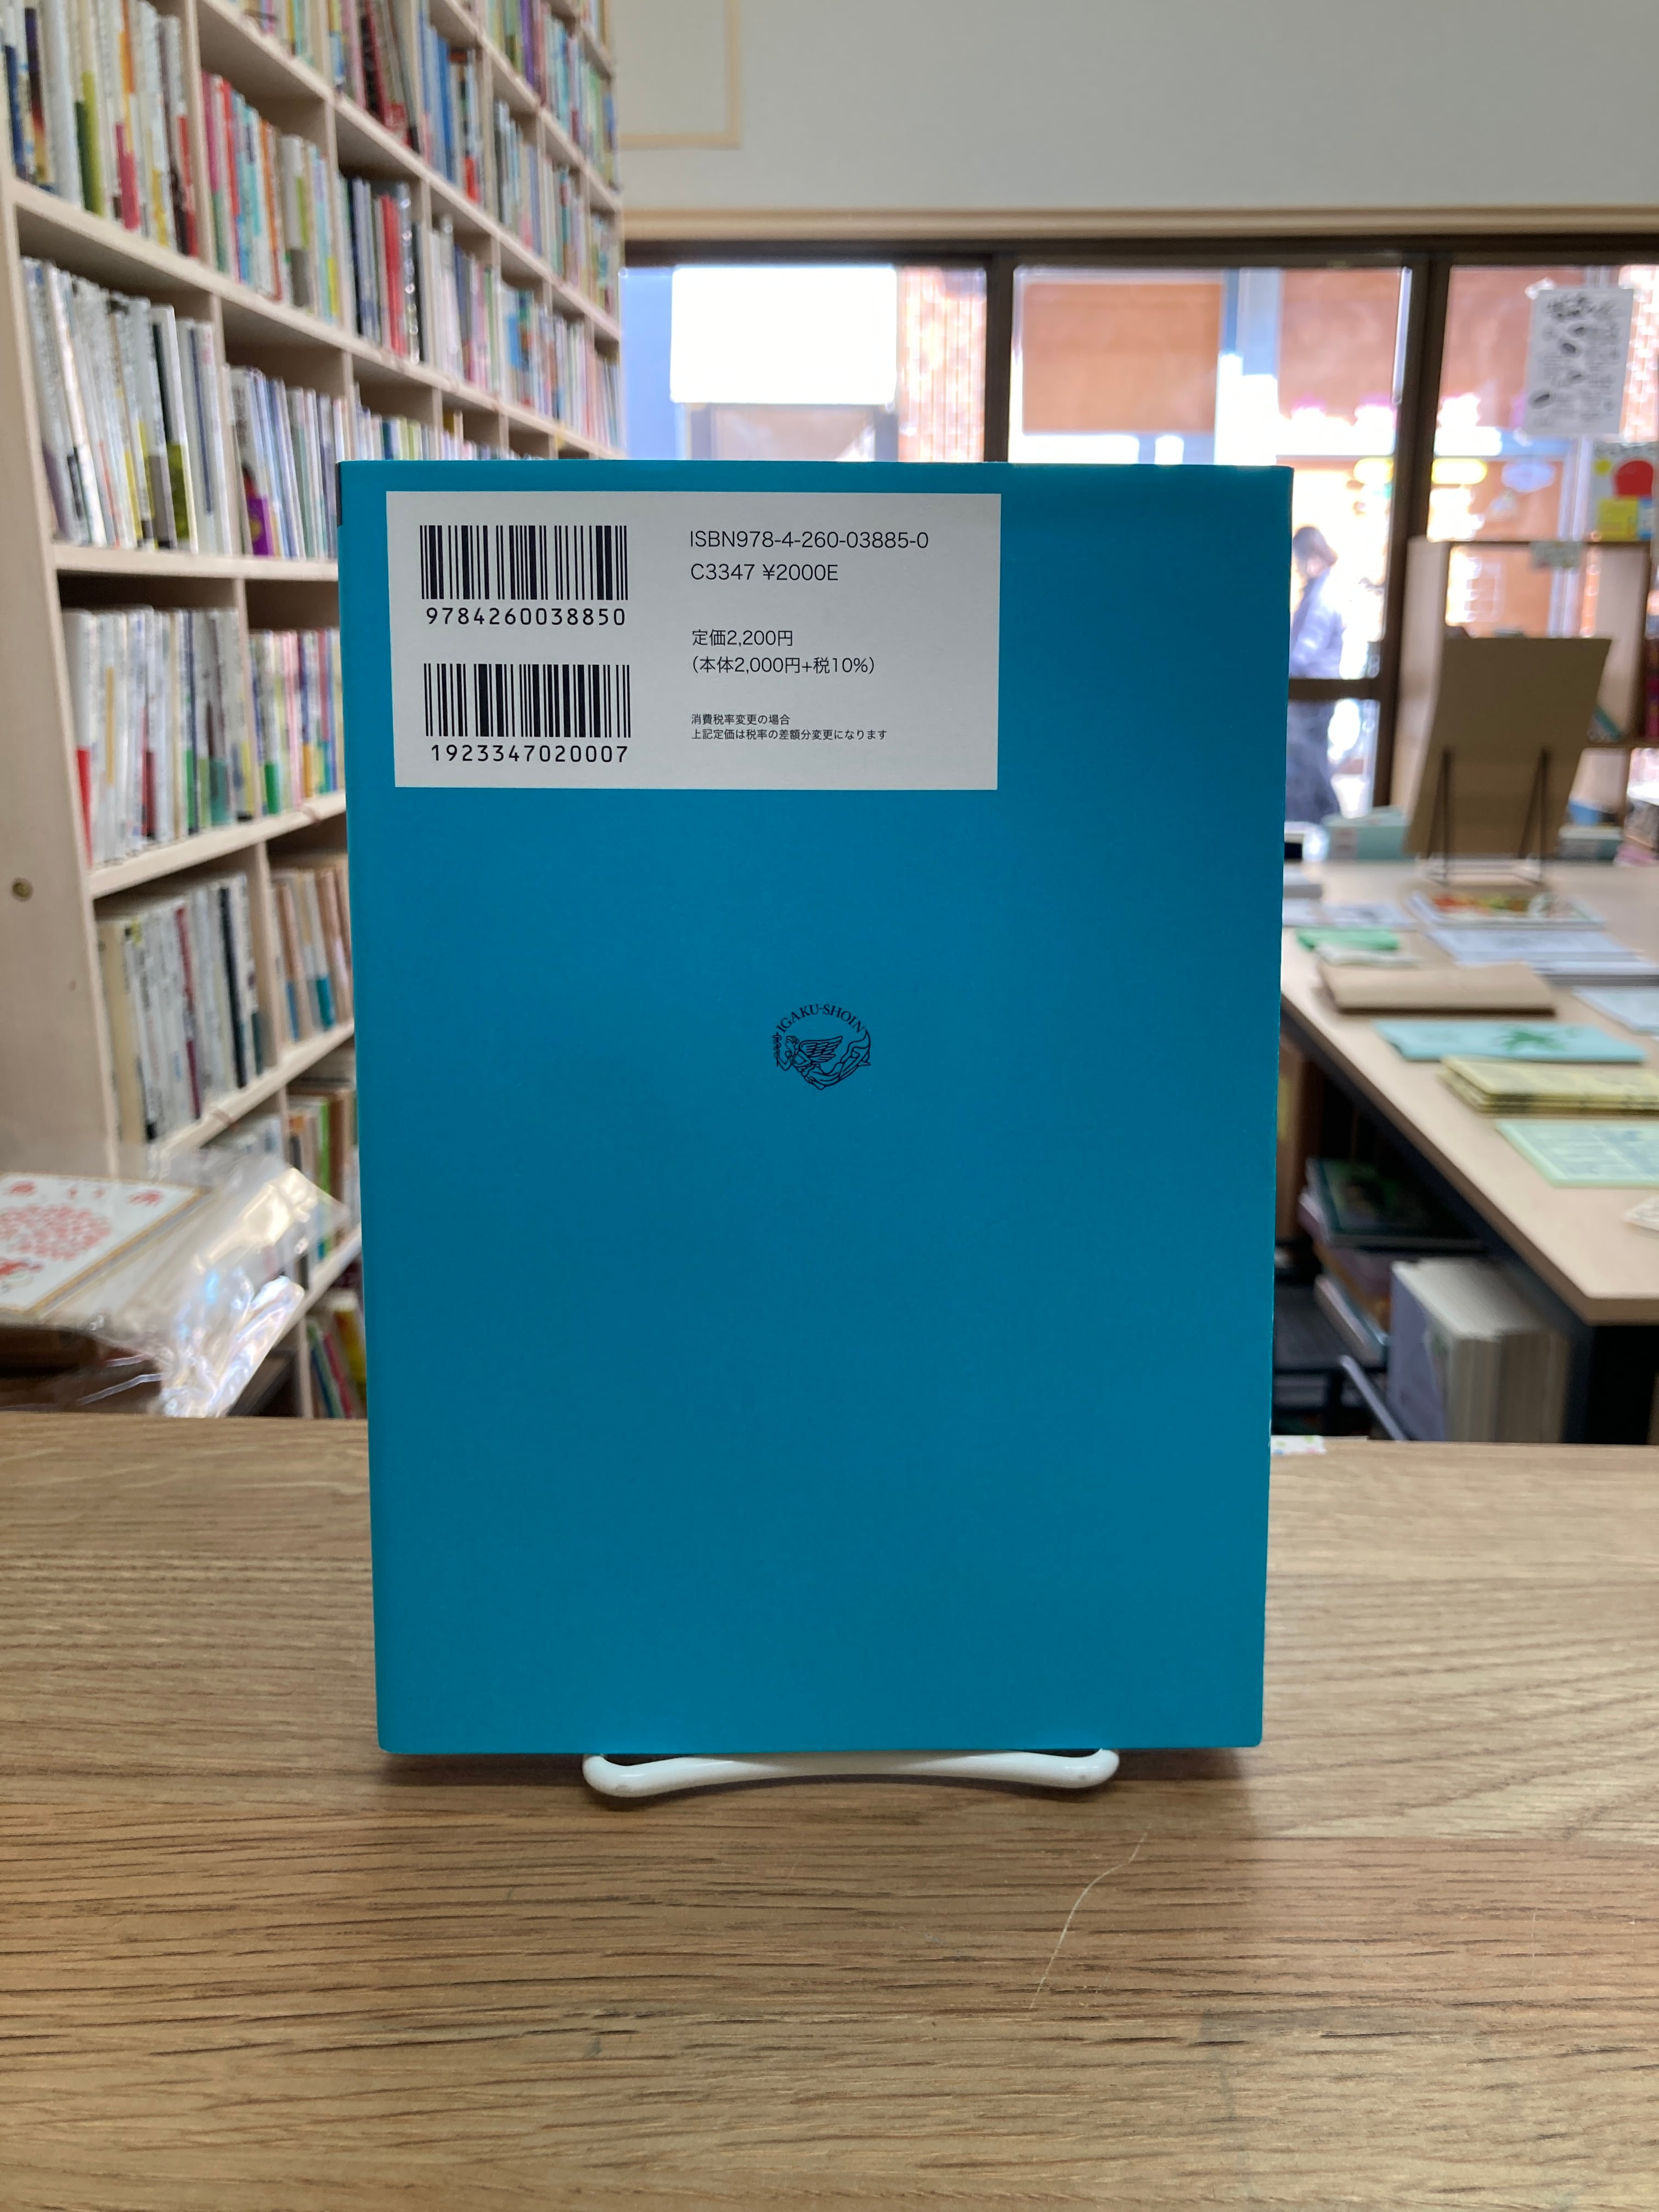 ISBN978-4-260-03885-0
C3347 ¥2000E
9784260038850
定価2,200円
(本体2,000円+税10%)
1923347020007
消費税率変更の場合
上記定価は税率の差額分変更になります
IGAKU-SHOIN